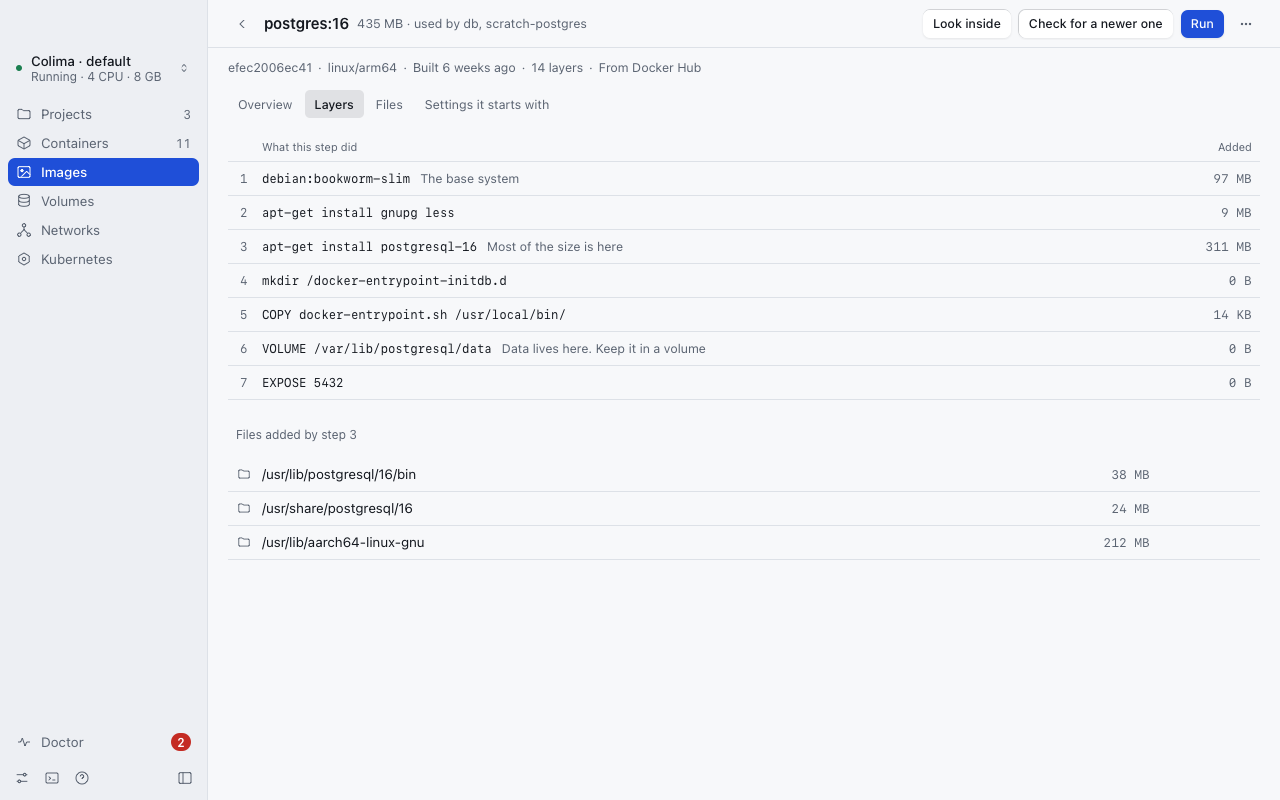 Colima · default
Running · 4 CPU · 8 GB
Projects 3
Containers 11
Images
Volumes
Networks
Kubernetes
Doctor 2
postgres:16 435 MB · used by db, scratch-postgres
Look inside
Check for a newer one
Run
efec2006ec41 · linux/arm64 · Built 6 weeks ago · 14 layers · From Docker Hub
Overview Layers Files Settings it starts with
What this step did Added
1 debian:bookworm-slim The base system 97 MB
2 apt-get install gnupg less 9 MB
3 apt-get install postgresql-16 Most of the size is here 311 MB
4 mkdir /docker-entrypoint-initdb.d 0 B
5 COPY docker-entrypoint.sh /usr/local/bin/ 14 KB
6 VOLUME /var/lib/postgresql/data Data lives here. Keep it in a volume 0 B
7 EXPOSE 5432 0 B
Files added by step 3
/usr/lib/postgresql/16/bin 38 MB
/usr/share/postgresql/16 24 MB
/usr/lib/aarch64-linux-gnu 212 MB